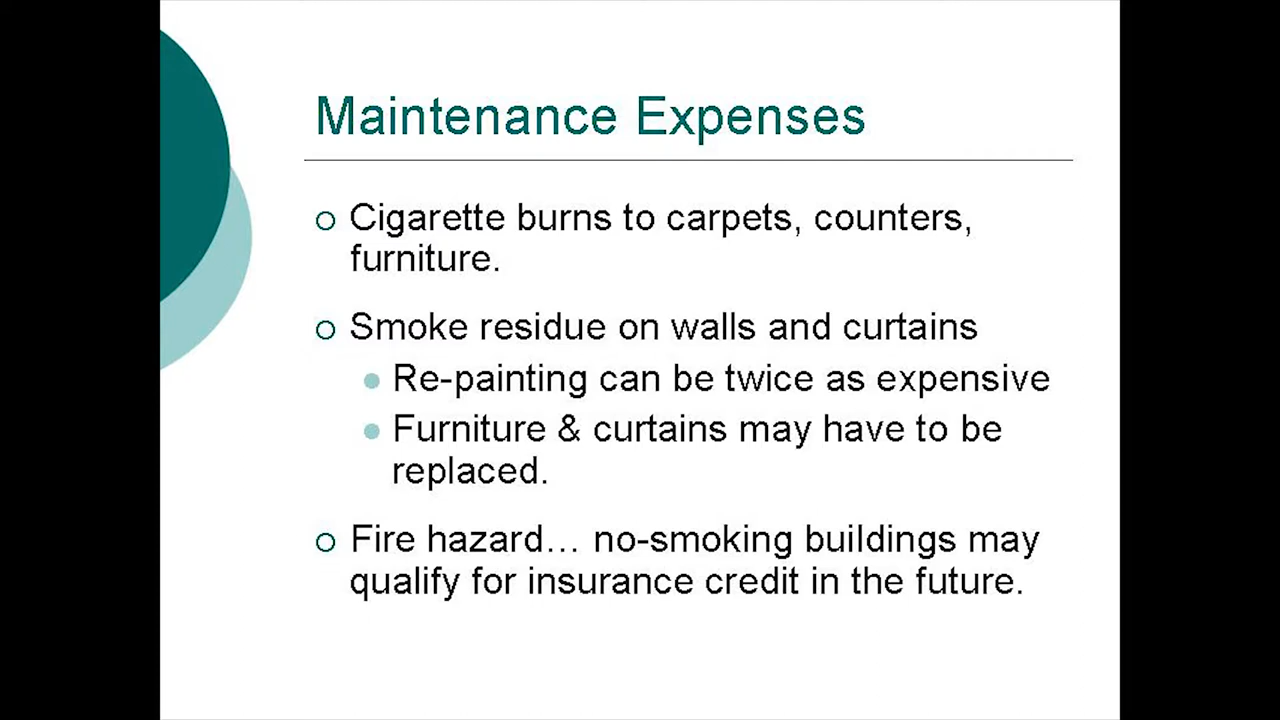 Maintenance Expenses
Cigarette burns to carpets, counters,
furniture.
Smoke residue on walls and curtains
Re-painting can be twice as expensive
Furniture & curtains may have to be
replaced.
Fire hazard… no-smoking buildings may
qualify for insurance credit in the future.